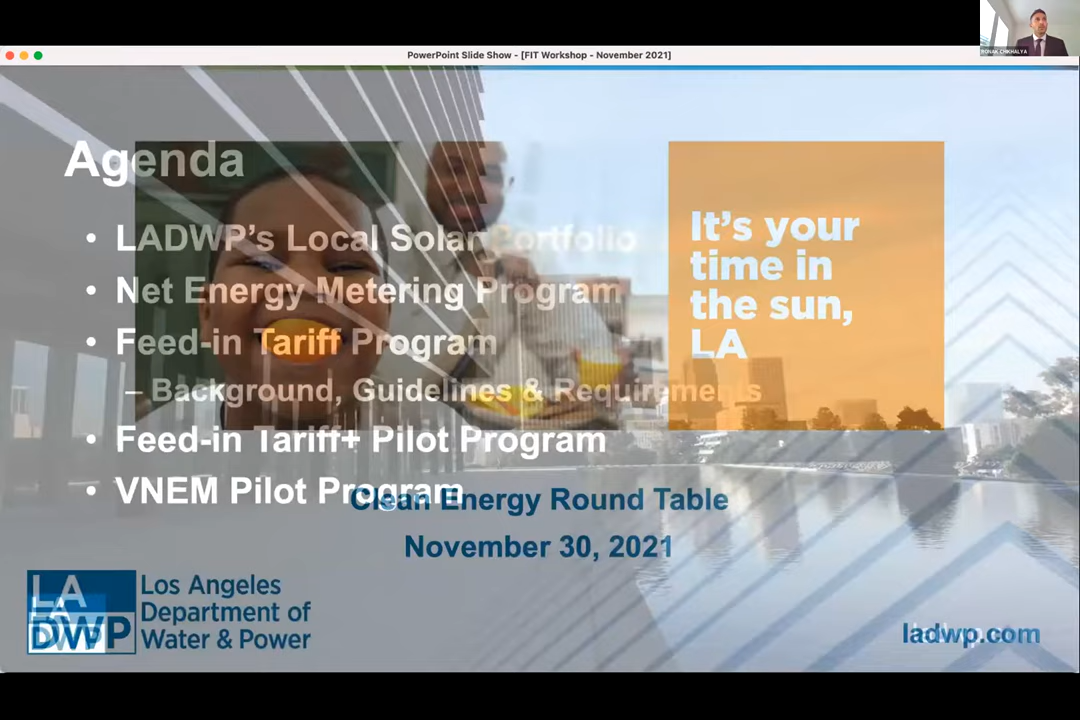 PowerPoint Slide Show - [FIT Workshop - November 2021]
RONAK CHIKHALYA
Agenda
• LADWP's Local Solar Portfolio
• Net Energy Metering Program
• Feed-in Tariff Program
– Background, Guidelines & Requirements
• Feed-in Tariff+ Pilot Program
• VNEM Pilot Program
It's your
time in
the sun,
LA
Clean Energy Round Table
November 30, 2021
LA
DWP
Los Angeles
Department of
Water & Power
ladwp.com